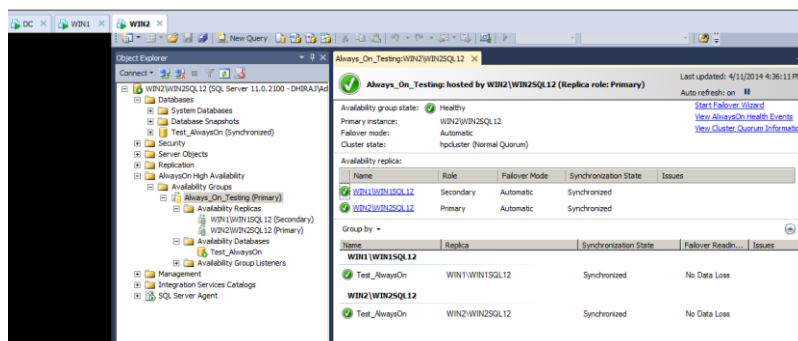 DC × WIN1 × WIN2 ×
New Query
Object Explorer
Connect
WIN2\WIN2SQL12 (SQL Server 11.0.2100 - DHIRAJ\Ad
Databases
System Databases
Database Snapshots
Test_AlwaysOn (Synchronized)
Security
Server Objects
Replication
AlwaysOn High Availability
Availability Groups
Always_On_Testing (Primary)
Availability Replicas
WIN1\WIN1SQL12 (Secondary)
WIN2\WIN2SQL12 (Primary)
Availability Databases
Test_AlwaysOn
Availability Group Listeners
Management
Integration Services Catalogs
SQL Server Agent
Always_On_Testing:WIN2\WIN2SQL12 ×
Always_On_Testing: hosted by WIN2\WIN2SQL12 (Replica role: Primary)
Last updated: 4/11/2014 4:36:11 PM
Auto refresh: on
Availability group state: Healthy
Primary instance: WIN2\WIN2SQL12
Failover mode: Automatic
Cluster state: hpcluster (Normal Quorum)
Start Failover Wizard
View AlwaysOn Health Events
View Cluster Quorum Informatio
Availability replica:
Name Role Failover Mode Synchronization State Issues
WIN1\WIN1SQL12 Secondary Automatic Synchronized
WIN2\WIN2SQL12 Primary Automatic Synchronized
Group by
Name Replica Synchronization State Failover Readin... Issues
WIN1\WIN1SQL12
Test_AlwaysOn WIN1\WIN1SQL12 Synchronized No Data Loss
WIN2\WIN2SQL12
Test_AlwaysOn WIN2\WIN2SQL12 Synchronized No Data Loss